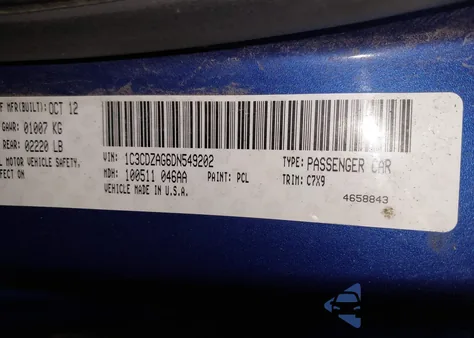 F MFR(BUILT): OCT 12
GAWR: 01007 KG
REAR: 02220 LB
L MOTOR VEHICLE SAFETY.
FECT ON
VIN: 1C3CDZAG6DN549202
TYPE: PASSENGER CAR
MDH: 100511 046AA
PAINT: PCL
TRIM: C7X9
VEHICLE MADE IN U.S.A.
4658843